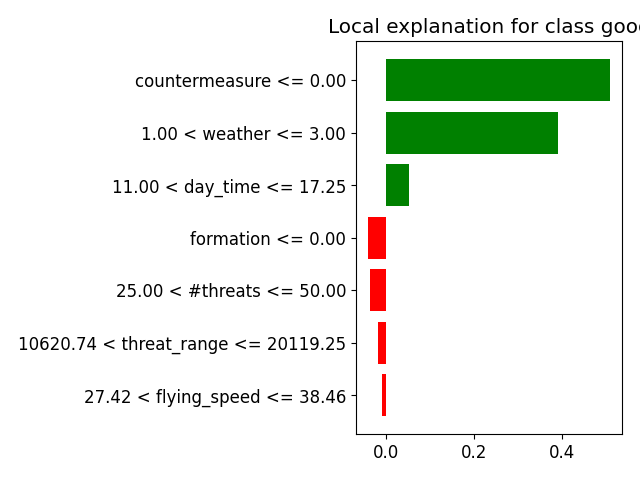 Local explanation for class good
countermeasure <= 0.00
1.00 < weather <= 3.00
11.00 < day_time <= 17.25
formation <= 0.00
25.00 < #threats <= 50.00
10620.74 < threat_range <= 20119.25
27.42 < flying_speed <= 38.46
0.0 0.2 0.4